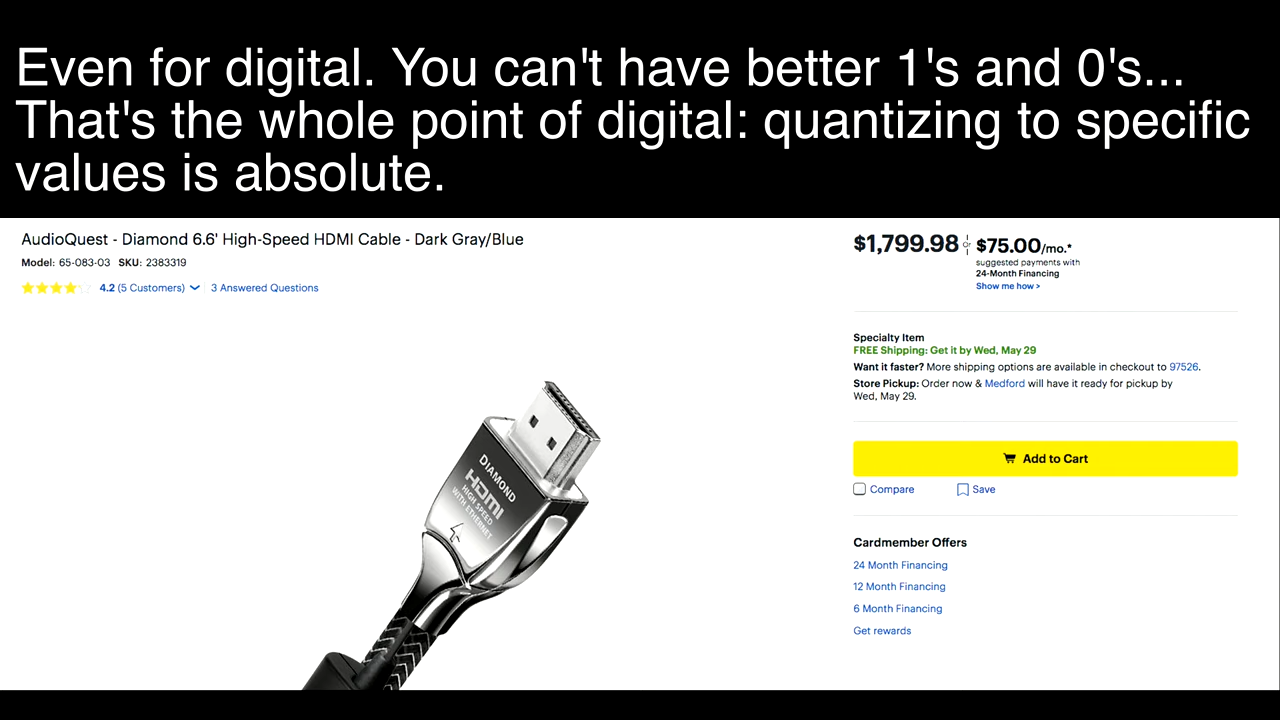 Even for digital. You can't have better 1's and 0's...
That's the whole point of digital: quantizing to specific
values is absolute.
AudioQuest - Diamond 6.6' High-Speed HDMI Cable - Dark Gray/Blue
Model: 65-083-03 SKU: 2383319
4.2 (5 Customers) 3 Answered Questions
$1,799.98 or $75.00/mo.*
suggested payments with
24-Month Financing
Show me how >
Specialty Item
FREE Shipping: Get it by Wed, May 29
Want it faster? More shipping options are available in checkout to 97526.
Store Pickup: Order now & Medford will have it ready for pickup by
Wed, May 29.
Add to Cart
Compare Save
Cardmember Offers
24 Month Financing
12 Month Financing
6 Month Financing
Get rewards
DIAMOND
HDMI
HIGH SPEED
WITH ETHERNET